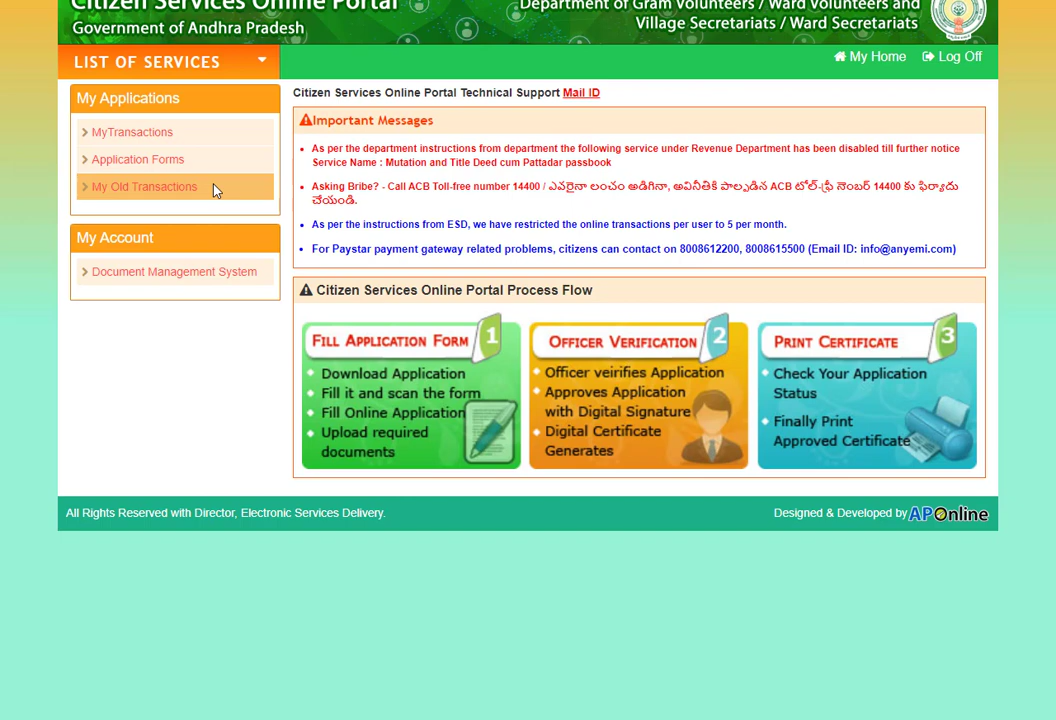 Citizen Services Online Portal
Government of Andhra Pradesh
Department of Gram Volunteers / Ward Volunteers and
Village Secretariats / Ward Secretariats
LIST OF SERVICES
My Home
Log Off
My Applications
MyTransactions
Application Forms
My Old Transactions
My Account
Document Management System
Citizen Services Online Portal Technical Support Mail ID
Important Messages
As per the department instructions from department the following service under Revenue Department has been disabled till further notice
Service Name : Mutation and Title Deed cum Pattadar passbook
Asking Bribe? - Call ACB Toll-free number 14400 / ఎవరైనా లంచం అడిగినా, అవినీతికి పాల్పడిన ACB టోల్-ఫ్రీ నెంబర్ 14400 కు ఫిర్యాదు
చేయండి.
As per the instructions from ESD, we have restricted the online transactions per user to 5 per month.
For Paystar payment gateway related problems, citizens can contact on 8008612200, 8008615500 (Email ID: info@anyemi.com)
Citizen Services Online Portal Process Flow
FILL APPLICATION FORM 1
Download Application
Fill it and scan the form
Fill Online Application
Upload required
documents
OFFICER VERIFICATION 2
Officer veirifies Application
Approves Application
with Digital Signature
Digital Certificate
Generates
PRINT CERTIFICATE 3
Check Your Application
Status
Finally Print
Approved Certificate
All Rights Reserved with Director, Electronic Services Delivery.
Designed & Developed by APOnline